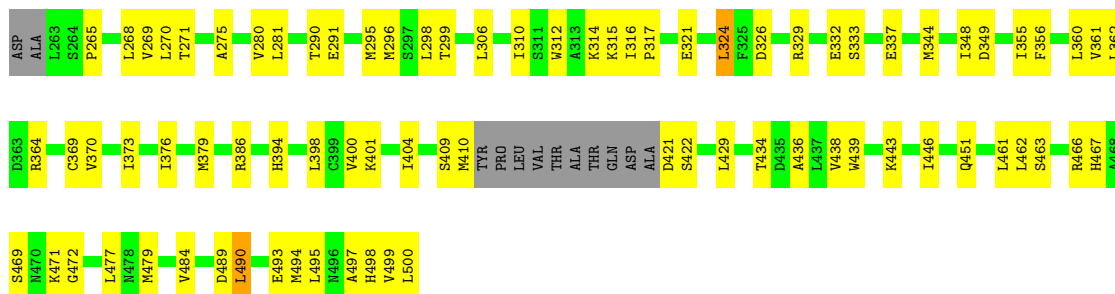 ASP ALA L263 S264 P265 L268 V269 L270 T271 A275 V280 L281 T290 E291 M295 M296 S297 L298 T299 L306 I310 S311 W312 A313 K314 K315 I316 P317 E321 L324 F325 D326 R329 E332 S333 E337 M344 I348 D349 I355 F356 L360 V361 L362
D363 R364 C369 V370 I373 I376 M379 R386 H394 L398 C399 V400 K401 I404 S409 M410 TYR PRO LEU VAL THR ALA THR GLN ASP ALA D421 S422 L429 T434 D435 A436 L437 V438 W439 K443 I446 Q451 L461 L462 S463 R466 H467 A468
S469 N470 K471 G472 L477 N478 M479 V484 D489 L490 E493 M494 L495 N496 A497 H498 V499 L500